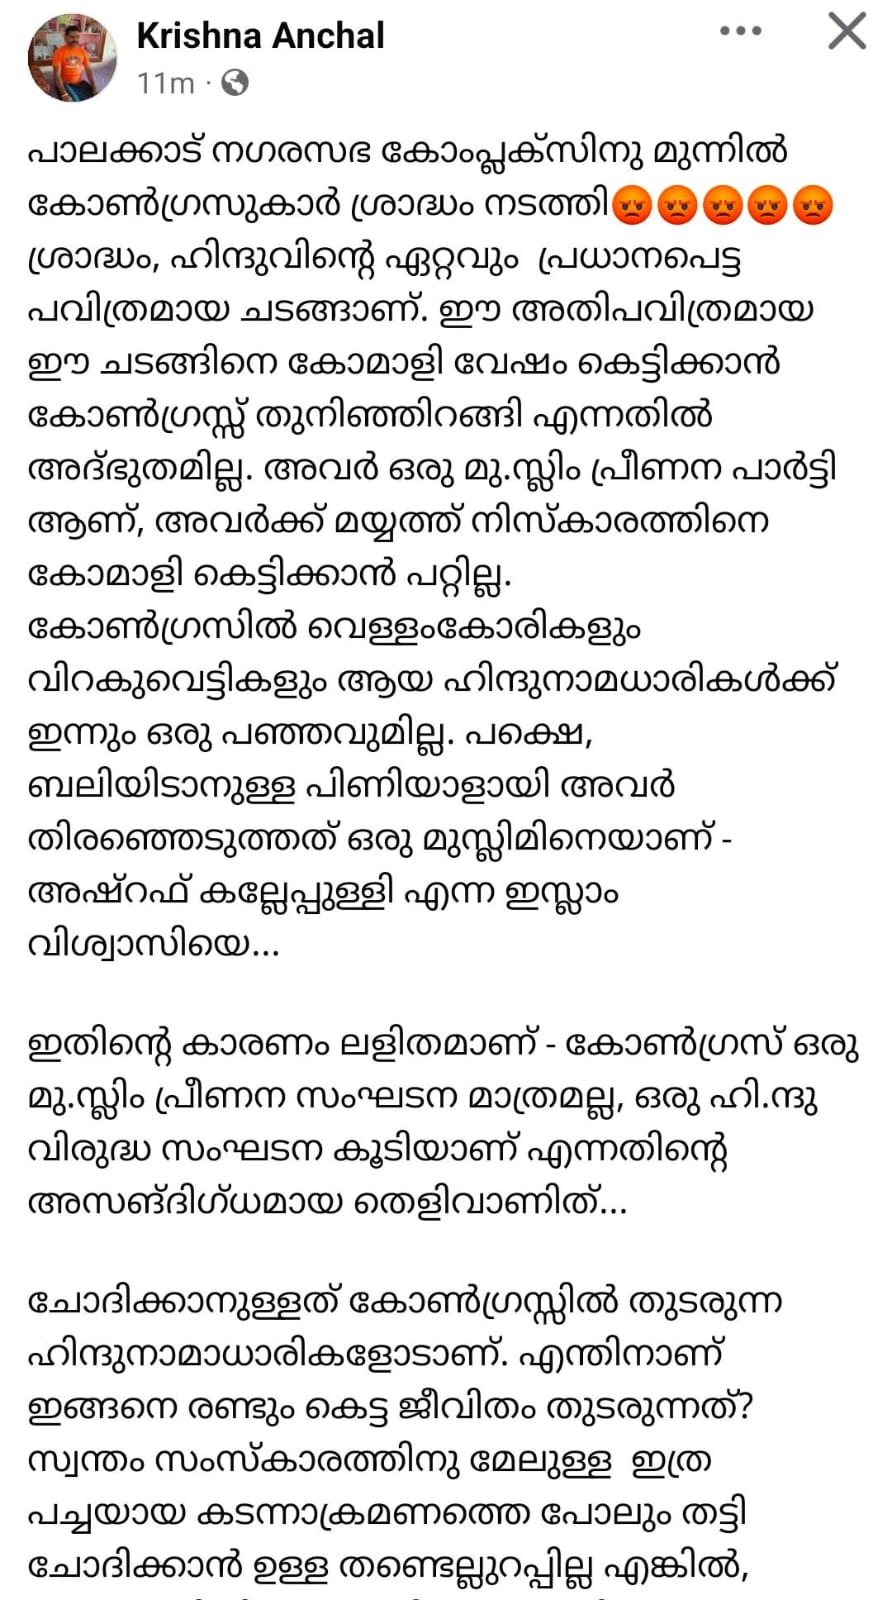 Krishna Anchal
11m ·
പാലക്കാട് നഗരസഭ കോംപ്ലക്സിനു മുന്നിൽ
കോൺഗ്രസുകാർ ശ്രാദ്ധം നടത്തി😡😡😡😡😡
ശ്രാദ്ധം, ഹിന്ദുവിന്റെ ഏറ്റവും പ്രധാനപെട്ട
പവിത്രമായ ചടങ്ങാണ്. ഈ അതിപവിത്രമായ
ഈ ചടങ്ങിനെ കോമാളി വേഷം കെട്ടിക്കാൻ
കോൺഗ്രസ്സ് തുനിഞ്ഞിറങ്ങി എന്നതിൽ
അദ്ഭുതമില്ല. അവർ ഒരു മു.സ്ലിം പ്രീണന പാർട്ടി
ആണ്, അവർക്ക് മയ്യത്ത് നിസ്കാരത്തിനെ
കോമാളി കെട്ടിക്കാൻ പറ്റില്ല.
കോൺഗ്രസിൽ വെള്ളംകോരികളും
വിറകുവെട്ടികളും ആയ ഹിന്ദുനാമധാരികൾക്ക്
ഇന്നും ഒരു പഞ്ഞവുമില്ല. പക്ഷെ,
ബലിയിടാനുള്ള പിണിയാളായി അവർ
തിരഞ്ഞെടുത്തത് ഒരു മുസ്ലിമിനെയാണ് -
അഷ്റഫ് കല്ലേപ്പുള്ളി എന്ന ഇസ്ലാം
വിശ്വാസിയെ...
ഇതിന്റെ കാരണം ലളിതമാണ് - കോൺഗ്രസ് ഒരു
മു.സ്ലിം പ്രീണന സംഘടന മാത്രമല്ല, ഒരു ഹി.ന്ദു
വിരുദ്ധ സംഘടന കൂടിയാണ് എന്നതിന്റെ
അസങ്ദിഗ്ധമായ തെളിവാണിത്...
ചോദിക്കാനുള്ളത് കോൺഗ്രസ്സിൽ തുടരുന്ന
ഹിന്ദുനാമാധാരികളോടാണ്. എന്തിനാണ്
ഇങ്ങനെ രണ്ടും കെട്ട ജീവിതം തുടരുന്നത്?
സ്വന്തം സംസ്കാരത്തിനു മേലുള്ള ഇത്ര
പച്ചയായ കടന്നാക്രമണത്തെ പോലും തട്ടി
ചോദിക്കാൻ ഉള്ള തണ്ടെല്ലുറപ്പില്ല എങ്കിൽ,